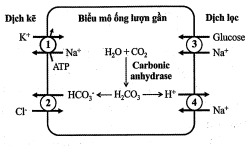 Dịch kẽ Biểu mô ống lượn gần Dịch lọc
K⁺ 1 Na⁺ ATP
H₂O + CO₂
3 Glucose Na⁺
Carbonic
anhydrase
2 HCO₃⁻ H₂CO₃ H⁺ 4
Cl⁻ Na⁺